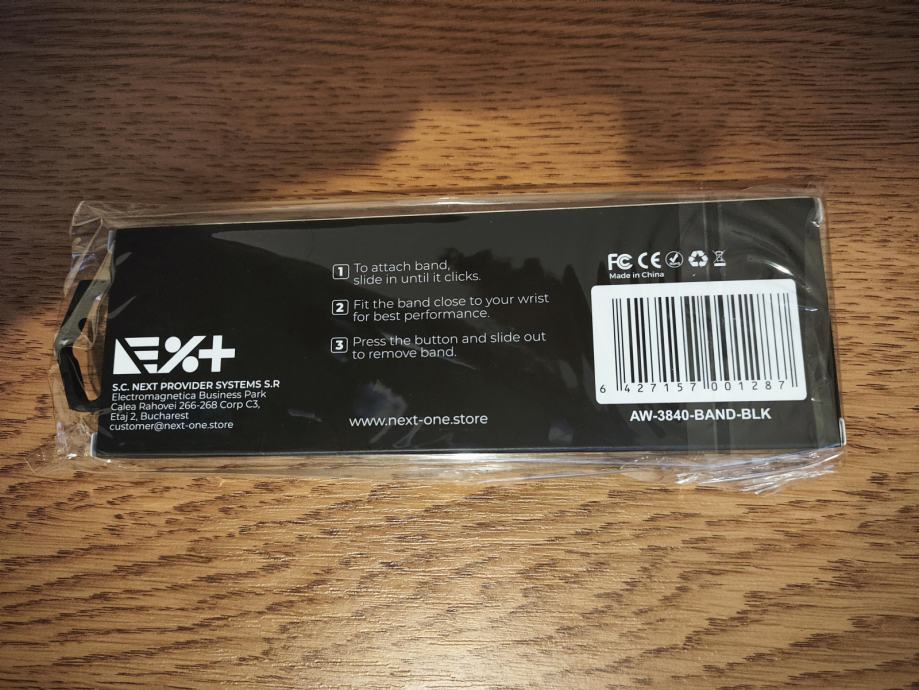 NEXT
S.C. NEXT PROVIDER SYSTEMS S.R
Electromagnetica Business Park
Calea Rahovei 266-268 Corp C3,
Etaj 2, Bucharest
customer@next-one.store
1 To attach band,
slide in until it clicks.
2 Fit the band close to your wrist
for best performance.
3 Press the button and slide out
to remove band.
www.next-one.store
FC CE
Made in China
6 427157 001287
AW-3840-BAND-BLK